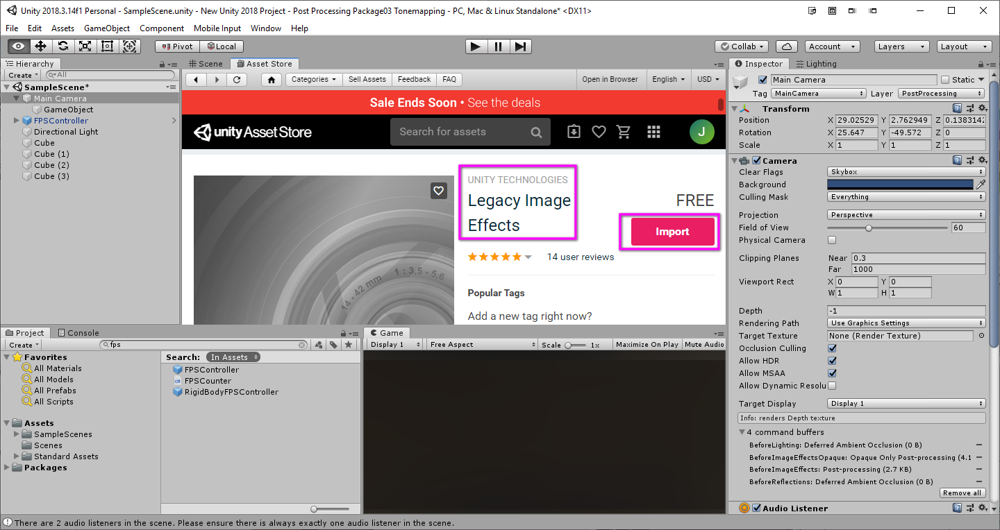 Unity 2018.3.14f1 Personal - SampleScene.unity - New Unity 2018 Project - Post Processing Package03 Tonemapping - PC, Mac & Linux Standalone* <DX11>
File Edit Assets GameObject Component Mobile Input Window Help
Pivot Local Collab Account Layers Layout
Hierarchy
Create All
SampleScene*
Main Camera
GameObject
FPSController
Directional Light
Cube
Cube (1)
Cube (2)
Cube (3)
Scene Asset Store
Categories Sell Assets Feedback FAQ Open in Browser English USD
Sale Ends Soon • See the deals
unity Asset Store Search for assets J
UNITY TECHNOLOGIES
Legacy Image
Effects
FREE
Import
14 user reviews
Popular Tags
Add a new tag right now?
14 - 42 mm 1 : 3,5 - 5,6
Inspector Lighting
Main Camera Static
Tag MainCamera Layer PostProcessing
Transform
Position X 29.02529 Y 2.762949 Z 0.1383142
Rotation X 25.647 Y -49.572 Z 0
Scale X 1 Y 1 Z 1
Camera
Clear Flags Skybox
Background
Culling Mask Everything
Projection Perspective
Field of View 60
Physical Camera
Clipping Planes Near 0.3
Far 1000
Viewport Rect X 0 Y 0
W 1 H 1
Depth -1
Rendering Path Use Graphics Settings
Target Texture None (Render Texture)
Occlusion Culling
Allow HDR
Allow MSAA
Allow Dynamic Resolu
Target Display Display 1
Info: renders Depth texture
4 command buffers
BeforeLighting: Deferred Ambient Occlusion (0 B)
BeforeImageEffectsOpaque: Opaque Only Post-processing (4.1
BeforeImageEffects: Post-processing (2.7 KB)
BeforeReflections: Deferred Ambient Occlusion (0 B)
Remove all
Audio Listener
Project Console
Create fps
Favorites
All Materials
All Models
All Prefabs
All Scripts
Assets
SampleScenes
Scenes
Standard Assets
Packages
Search: In Assets
FPSController
C# FPSCounter
RigidBodyFPSController
Game
Display 1 Free Aspect Scale 1x Maximize On Play Mute Audio
There are 2 audio listeners in the scene. Please ensure there is always exactly one audio listener in the scene.